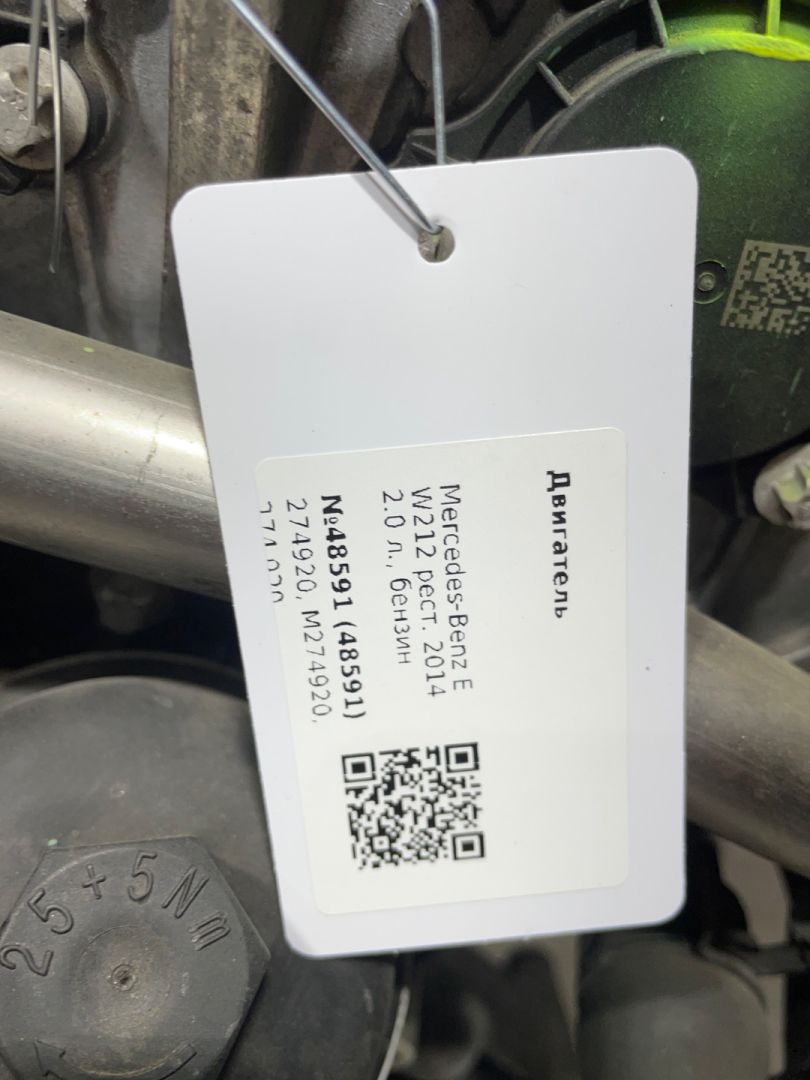 Двигатель
Mercedes-Benz E
W212 рест. 2014
2.0 л., бензин
№48591 (48591)
274920, M274920,
25+5Nm